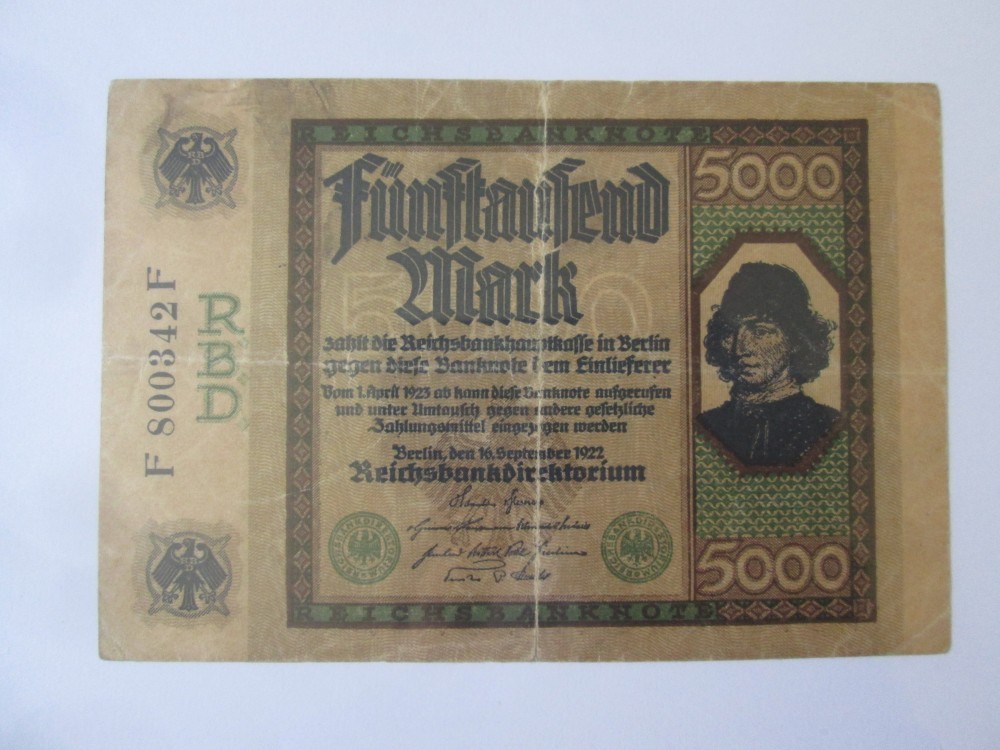 REICHSBANKNOTE
5000
Fünftausend
Mark
zahlt die Reichsbankhauptkasse in Berlin
gegen diese Banknote dem Einlieferer
Vom 1. April 1923 ab kann diese Banknote aufgerufen
und unter Umtausch gegen andere gesetzliche
Zahlungsmittel eingezogen werden
Berlin, den 16. September 1922
Reichsbankdirektorium
5000
REICHSBANKNOTE
F 800342 F
RBD